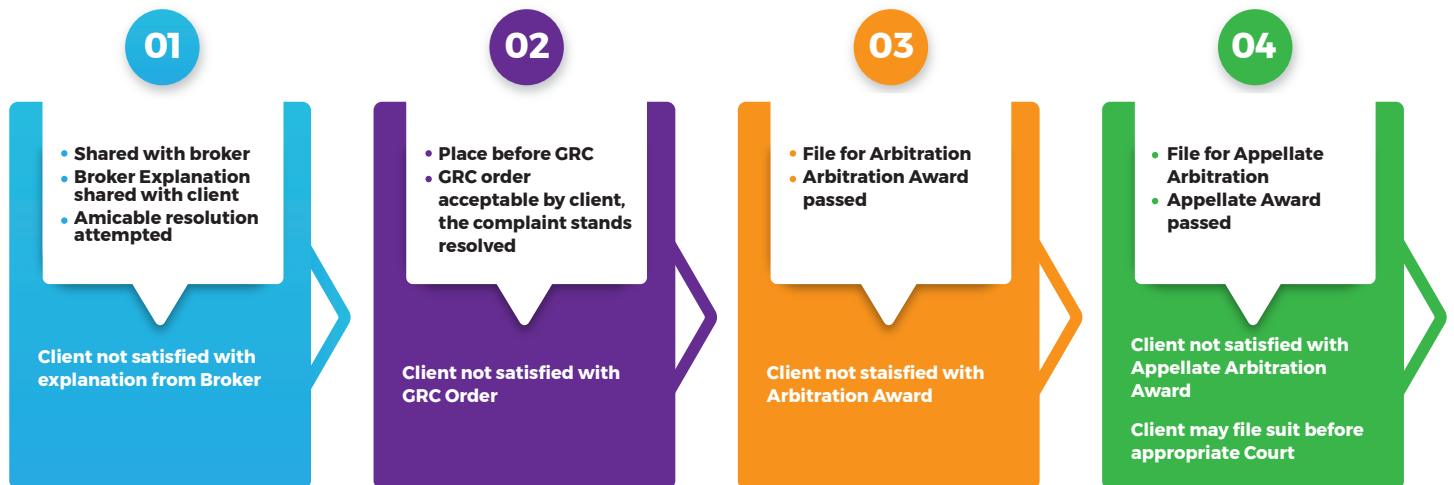 01
Shared with broker
Broker Explanation
shared with client
Amicable resolution
attempted
Client not satisfied with
explanation from Broker
02
Place before GRC
GRC order
acceptable by client,
the complaint stands
resolved
Client not satisfied with
GRC Order
03
File for Arbitration
Arbitration Award
passed
Client not staisfied with
Arbitration Award
04
File for Appellate
Arbitration
Appellate Award
passed
Client not satisfied with
Appellate Arbitration
Award
Client may file suit before
appropriate Court